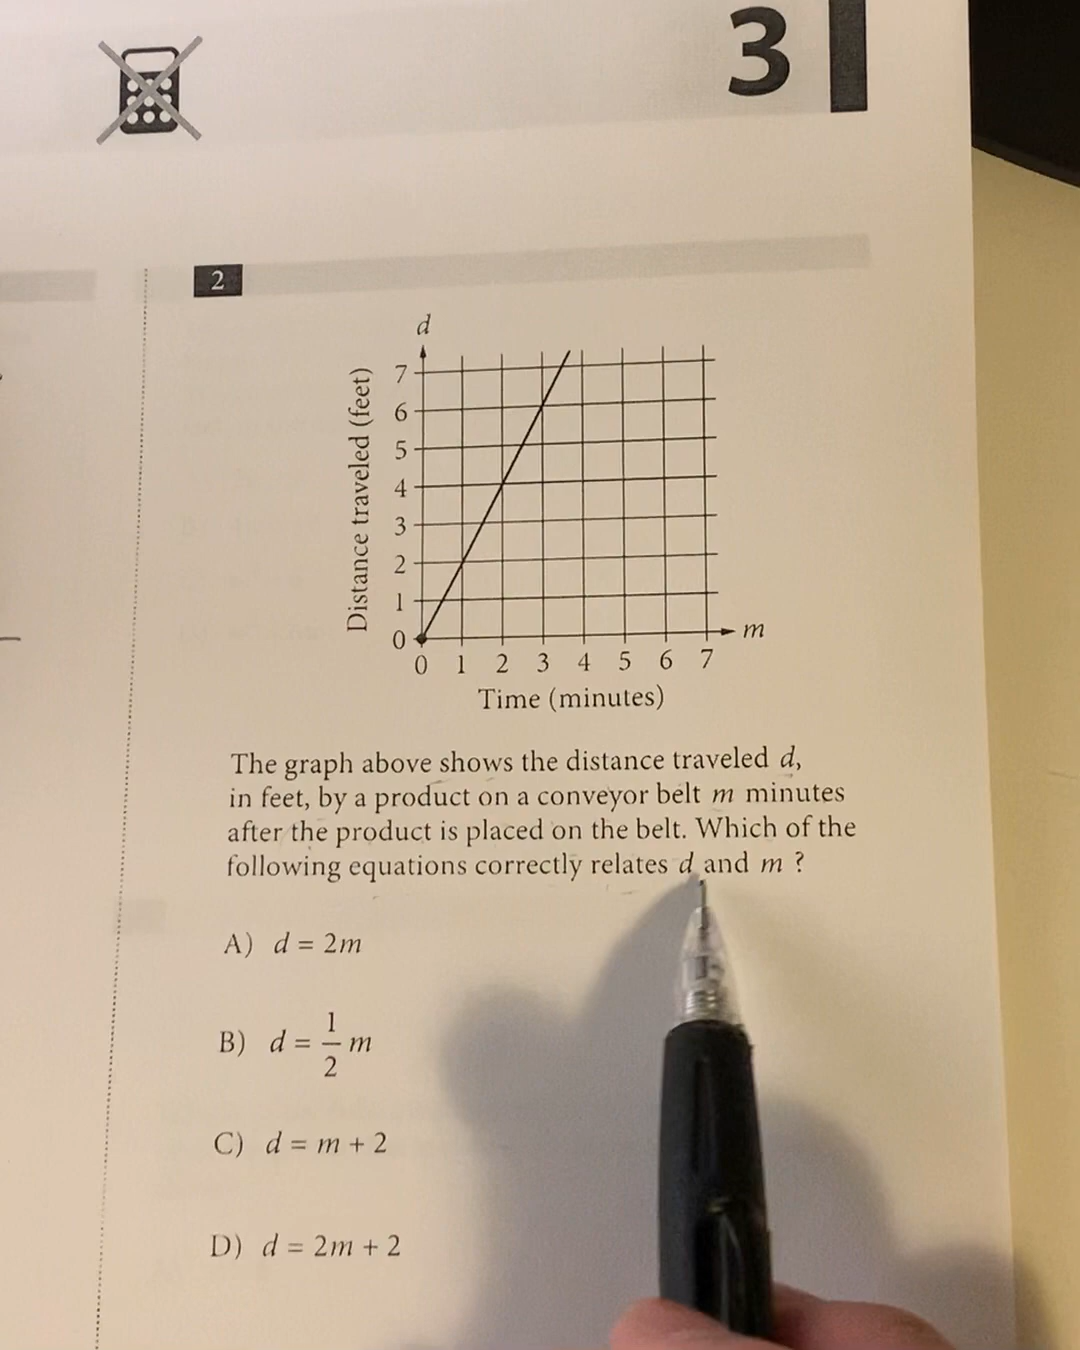 3
2
d
Distance traveled (feet)
7
6
5
4
3
2
1
0
m
0 1 2 3 4 5 6 7
Time (minutes)
The graph above shows the distance traveled d,
in feet, by a product on a conveyor belt m minutes
after the product is placed on the belt. Which of the
following equations correctly relates d and m ?
A) d = 2m
B) d = 1/2 m
C) d = m + 2
D) d = 2m + 2